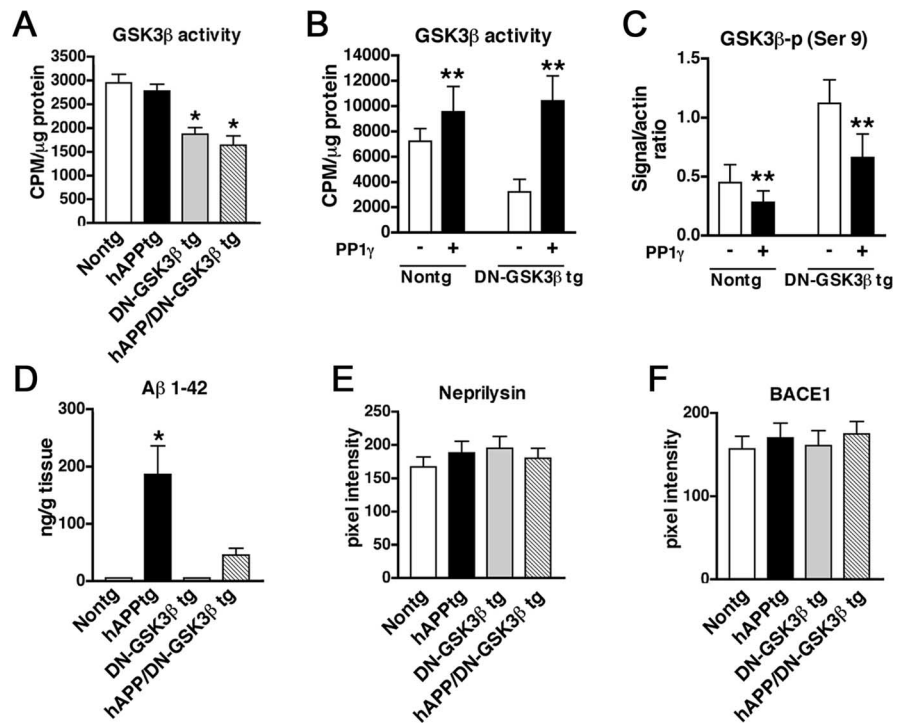 A
GSK3β activity
CPM/μg protein
3500
3000
2500
2000
1500
1000
500
0
*
*
Nontg
hAPPtg
DN-GSK3β tg
hAPP/DN-GSK3β tg
B
GSK3β activity
CPM/μg protein
14000
12000
10000
8000
6000
4000
2000
0
**
**
PP1γ - + - +
Nontg DN-GSK3β tg
C
GSK3β-p (Ser 9)
Signal/actin
ratio
1.5
1.0
0.5
0.0
**
**
PP1γ - + - +
Nontg DN-GSK3β tg
D
Aβ 1-42
ng/g tissue
300
200
100
0
*
Nontg
hAPPtg
DN-GSK3β tg
hAPP/DN-GSK3β tg
E
Neprilysin
pixel intensity
250
200
150
100
50
0
Nontg
hAPPtg
DN-GSK3β tg
hAPP/DN-GSK3β tg
F
BACE1
pixel intensity
200
100
0
Nontg
hAPPtg
DN-GSK3β tg
hAPP/DN-GSK3β tg